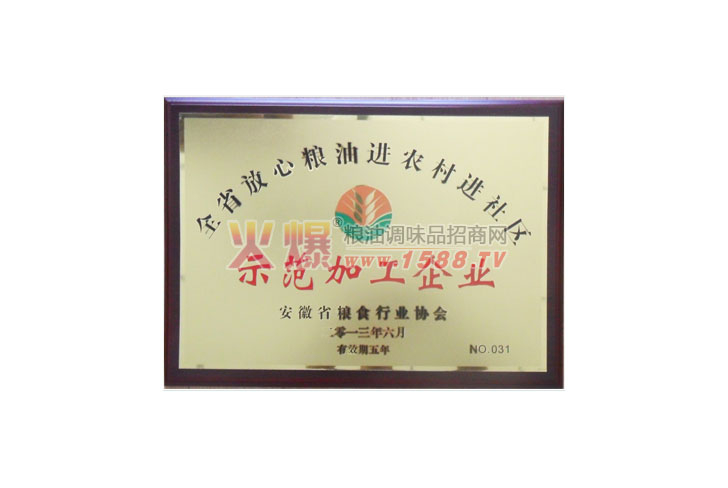 全省放心粮油进农村进社区
火爆®粮油调味品招商网
www.1588.TV
示范加工企业
安徽省粮食行业协会
二零一三年六月
有效期五年
NO.031